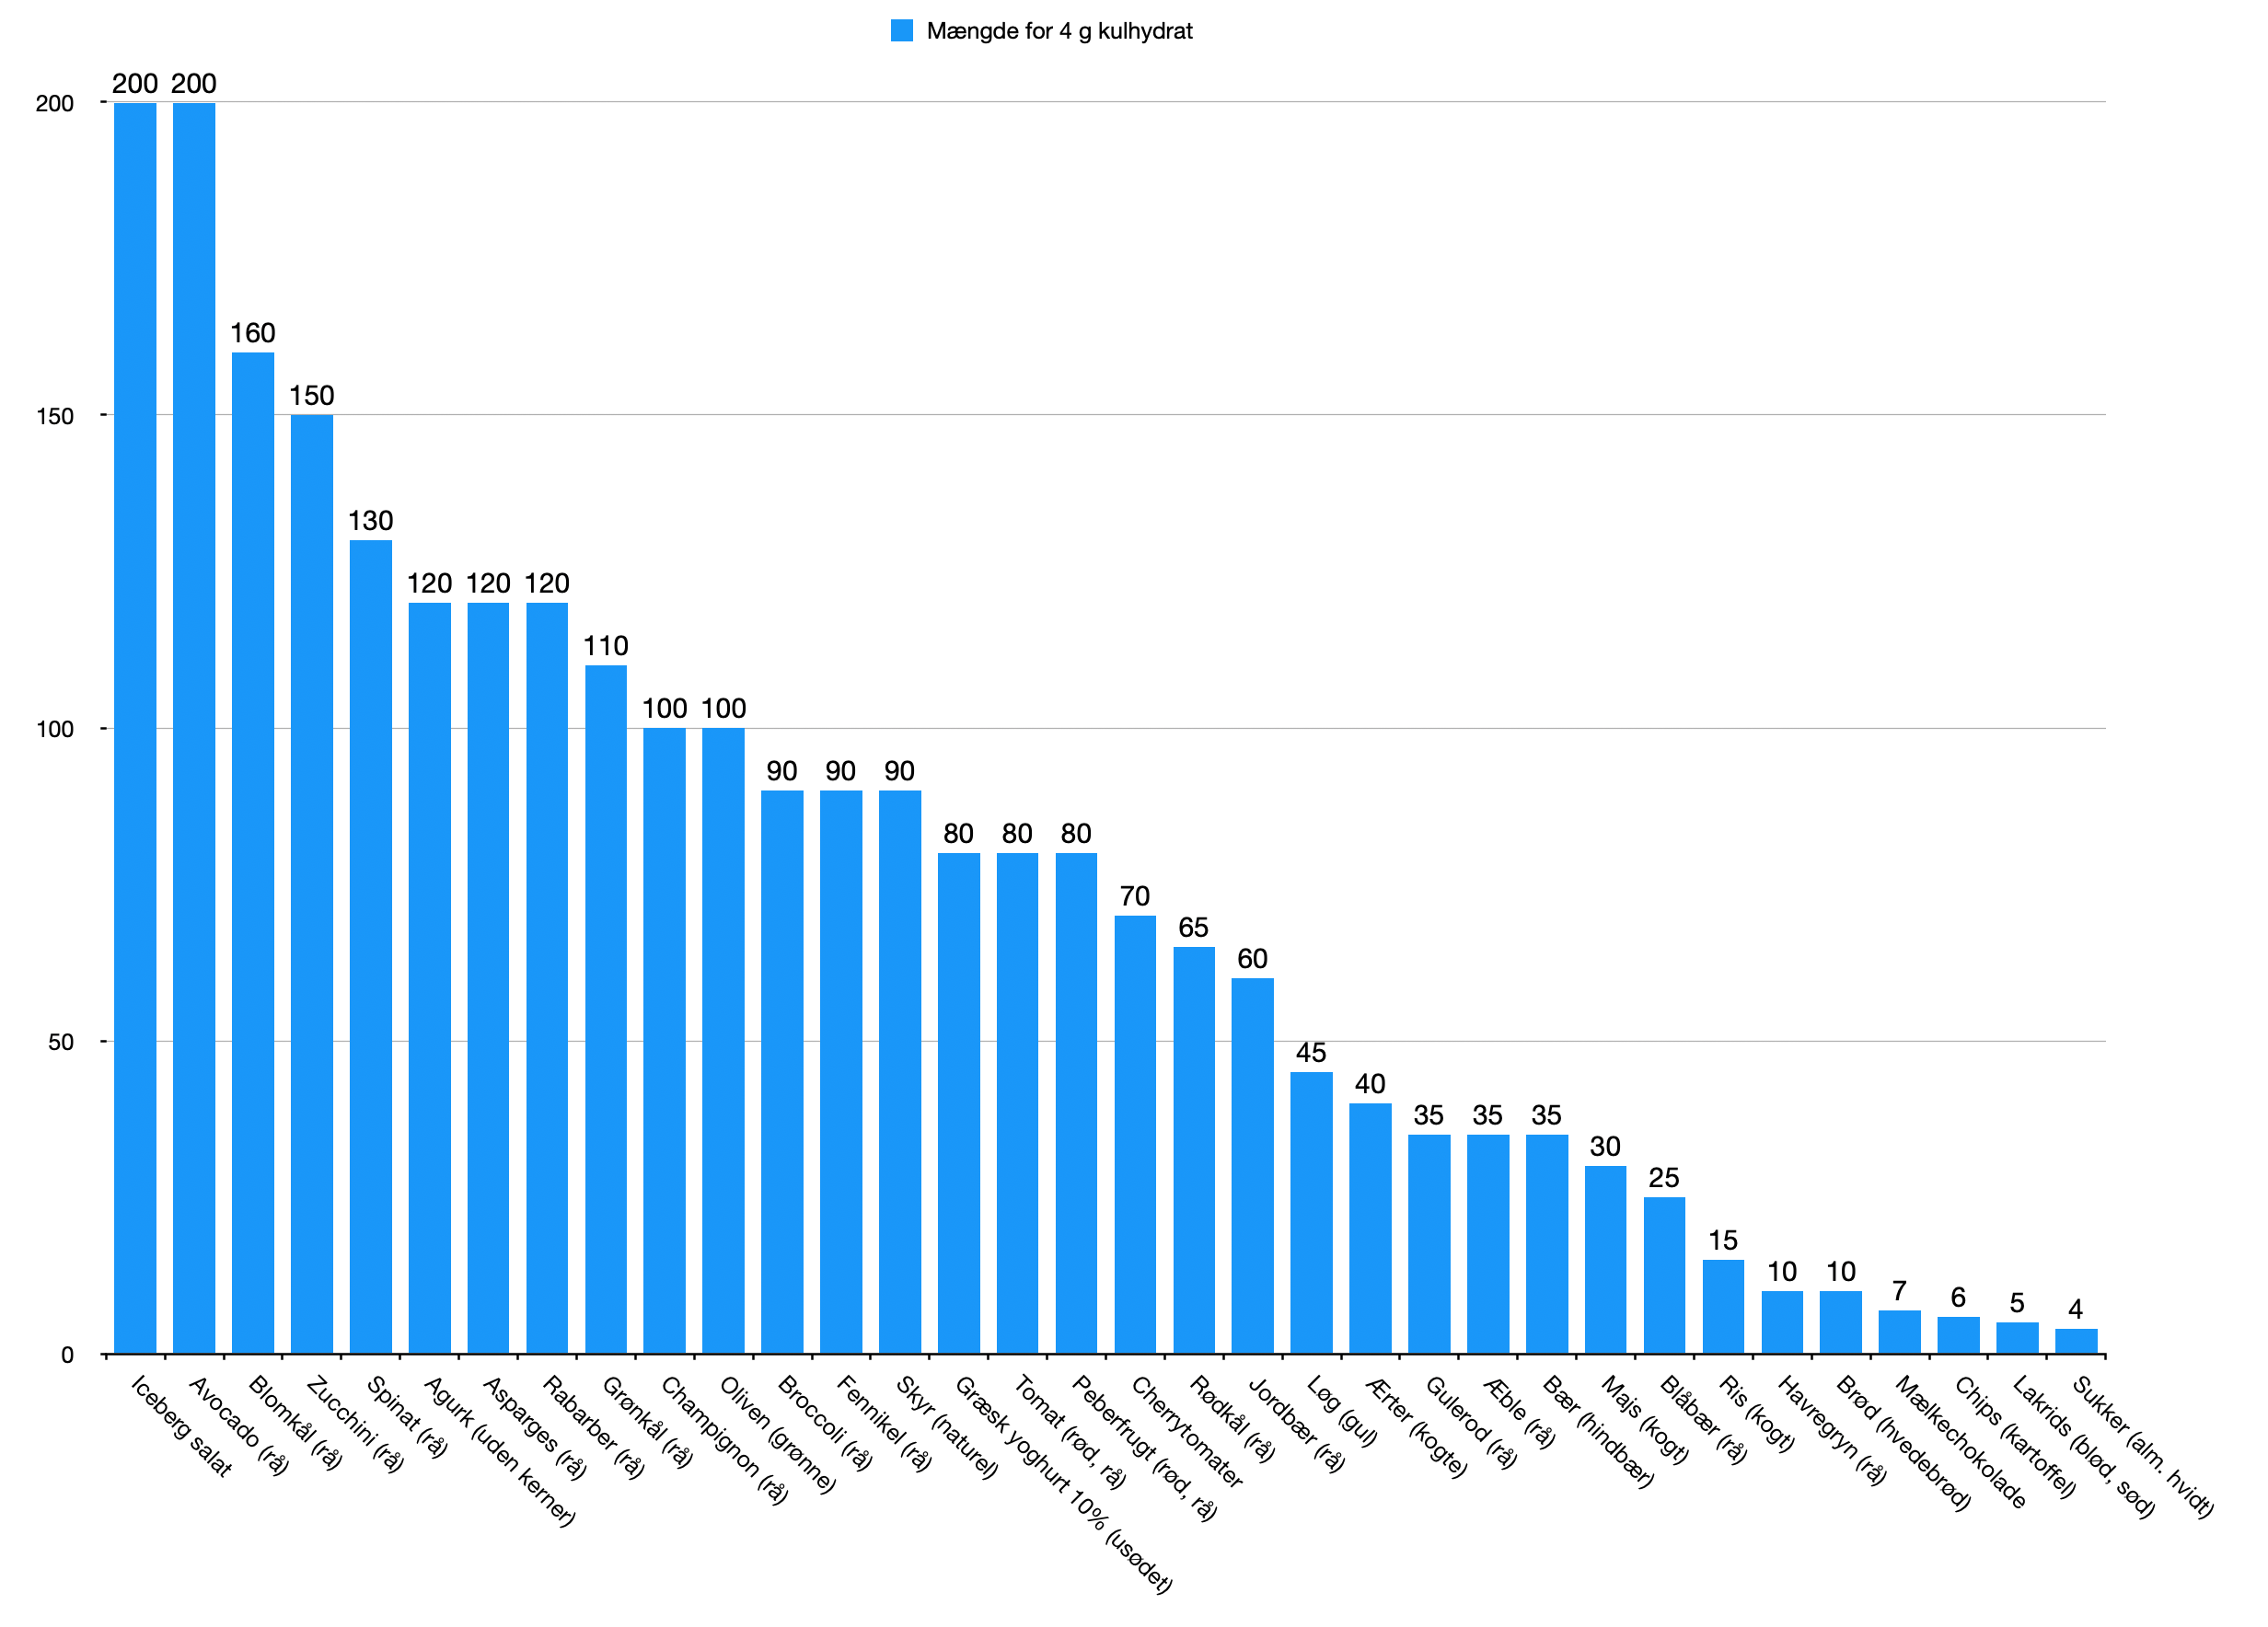 Mængde for 4 g kulhydrat
200 200
160
150
130
120 120 120
110
100 100
90 90 90
80 80 80
70
65
60
45
40
35 35 35
30
25
15
10 10
7
6
5
4
200
150
100
50
0
Iceberg salat
Avocado (rå)
Blomkål (rå)
Zucchini (rå)
Spinat (rå)
Agurk (uden kerner)
Asparges (rå)
Rabarber (rå)
Grønkål (rå)
Champignon (rå)
Oliven (grønne)
Broccoli (rå)
Fennikel (rå)
Skyr (naturel)
Græsk yoghurt 10% (usødet)
Tomat (rød, rå)
Peberfrugt (rød, rå)
Cherrytomater
Rødkål (rå)
Jordbær (rå)
Løg (gul)
Ærter (kogte)
Gulerod (rå)
Æble (rå)
Bær (hindbær)
Majs (kogt)
Blåbær (rå)
Ris (kogt)
Havregryn (rå)
Brød (hvedebrød)
Mælkechokolade
Chips (kartoffel)
Lakrids (blød, sød)
Sukker (alm. hvidt)